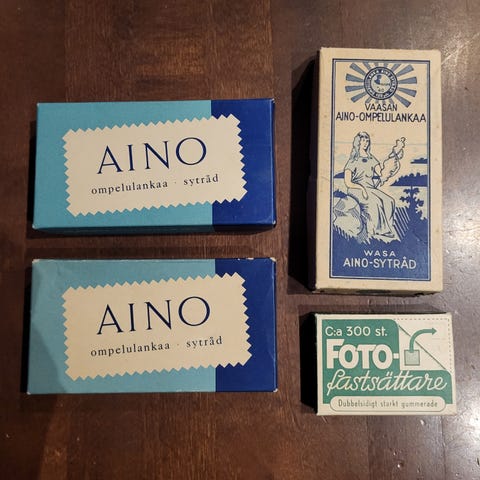 AINO
ompelulankaa · sytråd
AINO
ompelulankaa · sytråd
VAASAN
AINO-OMPELULANKAA
WASA
AINO-SYTRÅD
C:a 300 st.
FOTO-
fastsättare
Dubbelsidigt starkt gummerade